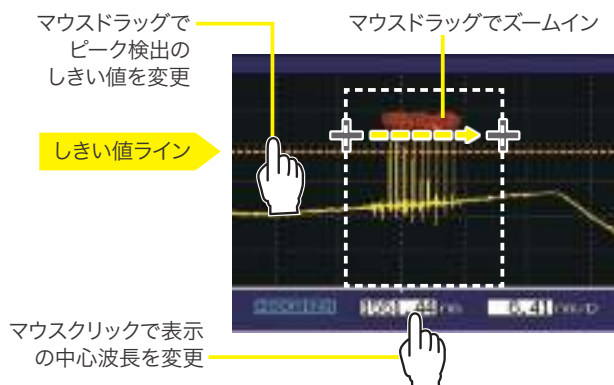 マウスドラッグで
ピーク検出の
しきい値を変更
マウスドラッグでズームイン
しきい値ライン
マウスクリックで表示
の中心波長を変更